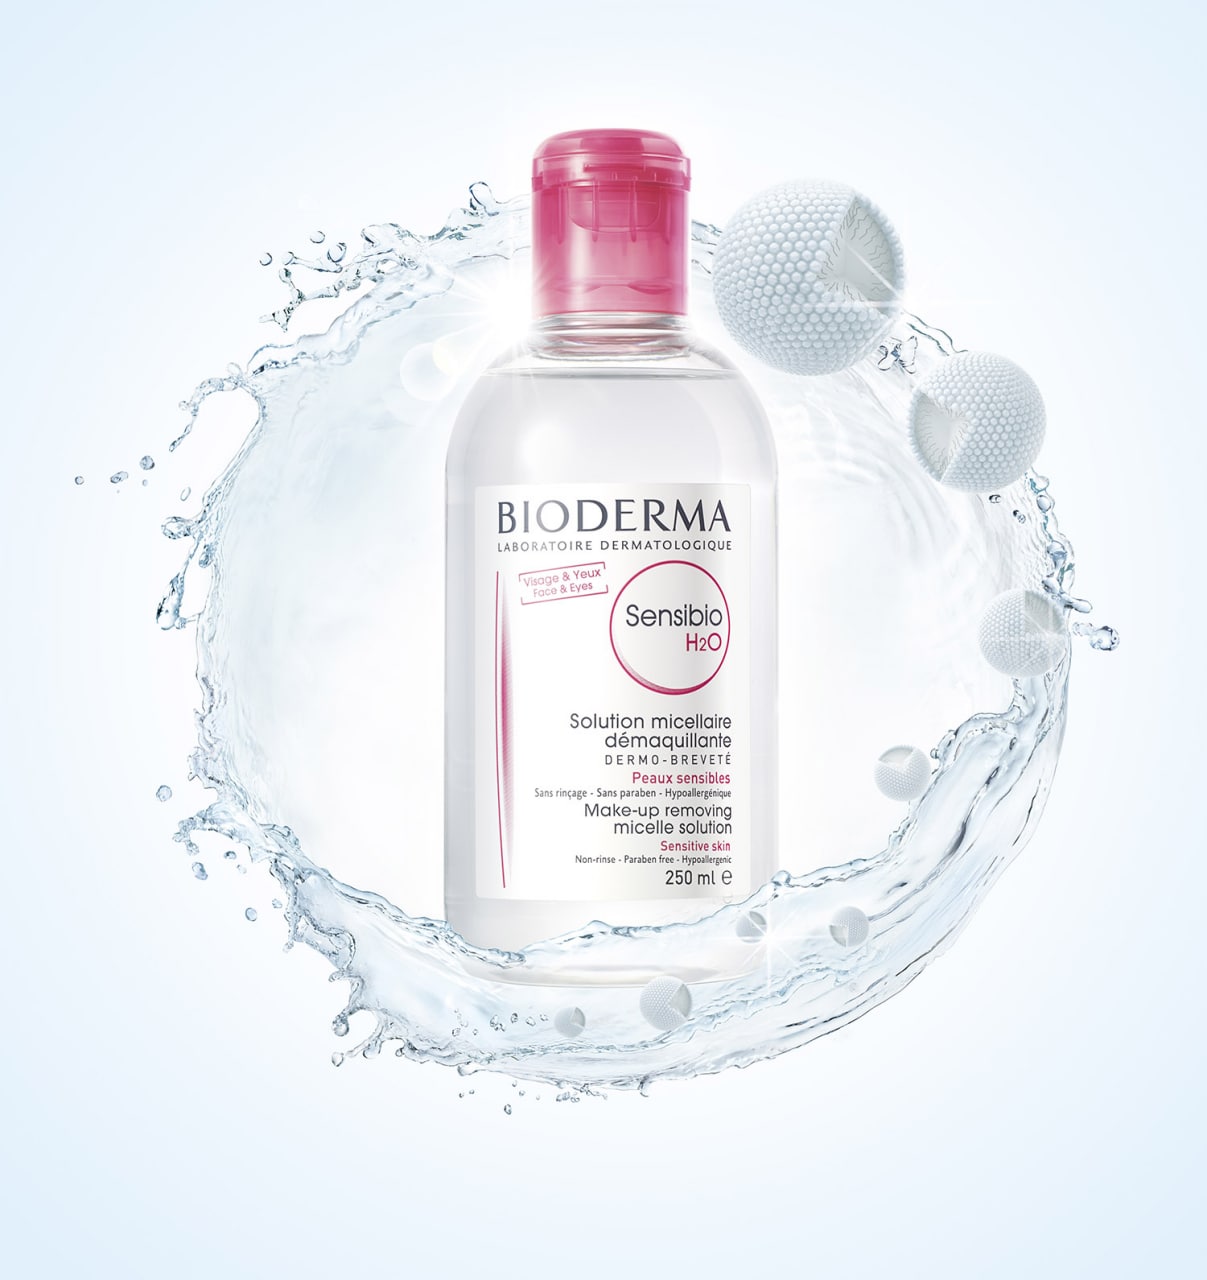 BIODERMA
LABORATOIRE DERMATOLOGIQUE
Visage & Yeux
Face & Eyes
Sensibio
H2O
Solution micellaire
démaquillante
DERMO-BREVETÉ
Peaux sensibles
Sans rinçage - Sans paraben - Hypoallergénique
Make-up removing
micelle solution
Sensitive skin
Non-rinse - Paraben free - Hypoallergenic
250 ml e